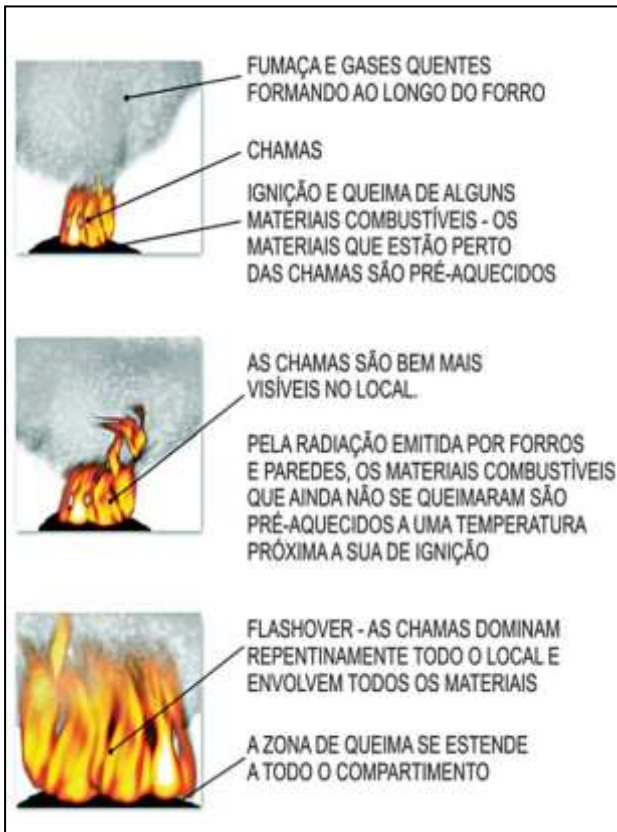 FUMAÇA E GASES QUENTES
FORMANDO AO LONGO DO FORRO
CHAMAS
IGNIÇÃO E QUEIMA DE ALGUNS
MATERIAIS COMBUSTÍVEIS - OS
MATERIAIS QUE ESTÃO PERTO
DAS CHAMAS SÃO PRÉ-AQUECIDOS
AS CHAMAS SÃO BEM MAIS
VISÍVEIS NO LOCAL.
PELA RADIAÇÃO EMITIDA POR FORROS
E PAREDES, OS MATERIAIS COMBUSTÍVEIS
QUE AINDA NÃO SE QUEIMARAM SÃO
PRÉ-AQUECIDOS A UMA TEMPERATURA
PRÓXIMA A SUA DE IGNIÇÃO
FLASHOVER - AS CHAMAS DOMINAM
REPENTINAMENTE TODO O LOCAL E
ENVOLVEM TODOS OS MATERIAIS
A ZONA DE QUEIMA SE ESTENDE
A TODO O COMPARTIMENTO